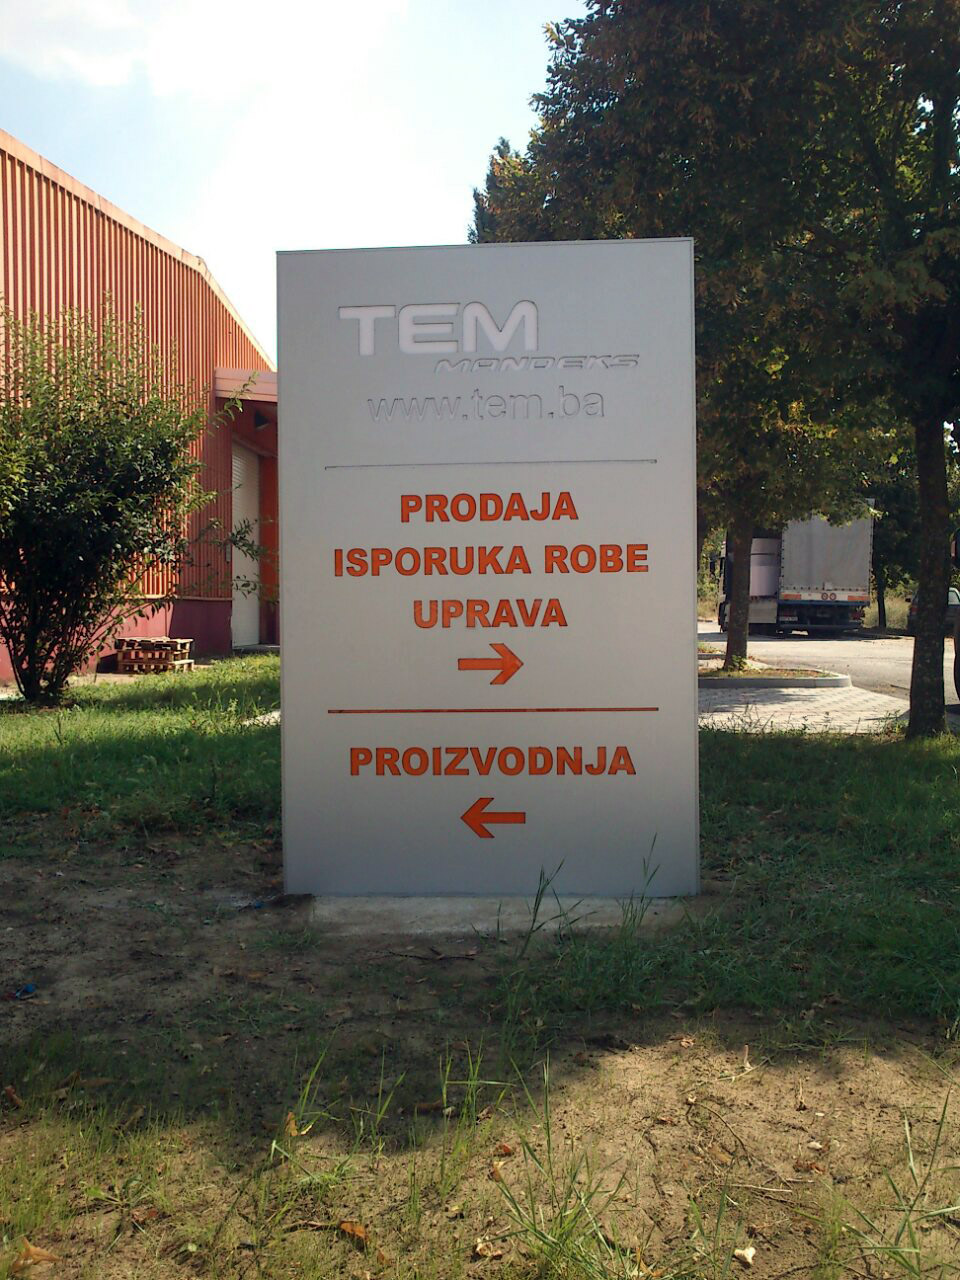 TEM
MANDEKS
www.tem.ba
PRODAJA
ISPORUKA ROBE
UPRAVA
→
PROIZVODNJA
←